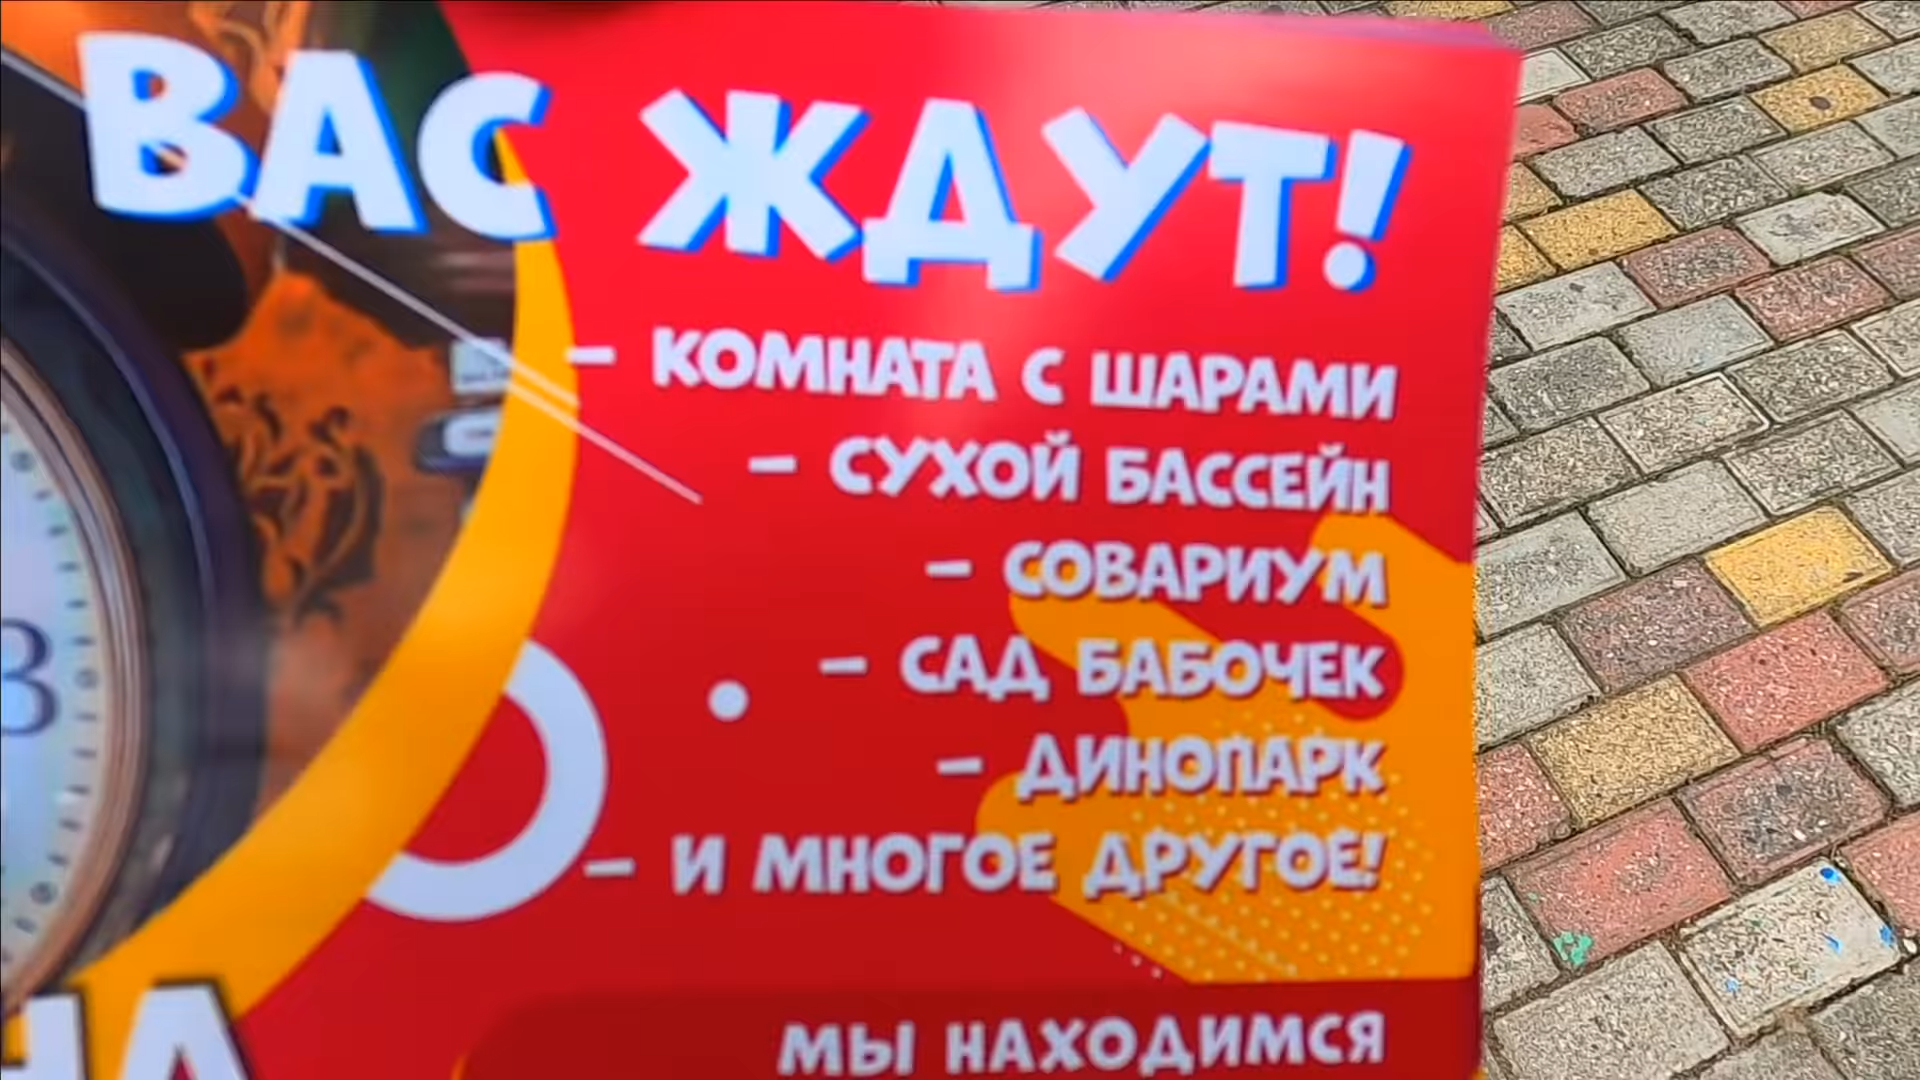 ВАС ЖДУТ!
– КОМНАТА С ШАРАМИ
– СУХОЙ БАССЕЙН
– СОВАРИУМ
– САД БАБОЧЕК
– ДИНОПАРК
– И МНОГОЕ ДРУГОЕ!
МЫ НАХОДИМСЯ